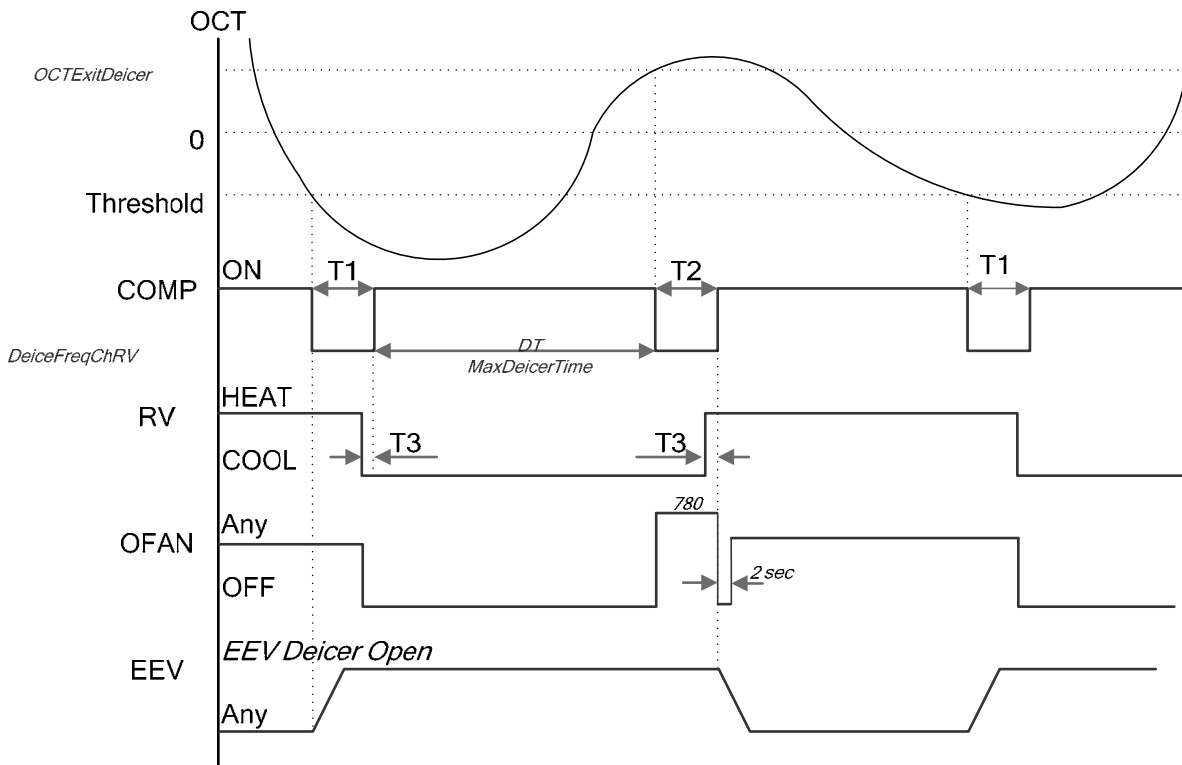 OCT
OCTExitDeicer
0
Threshold
ON
T1
T2
T1
COMP
DeiceFreqChRV
DT
MaxDeicerTime
HEAT
RV
T3
T3
COOL
780
Any
OFAN
2 sec
OFF
EEV Deicer Open
EEV
Any